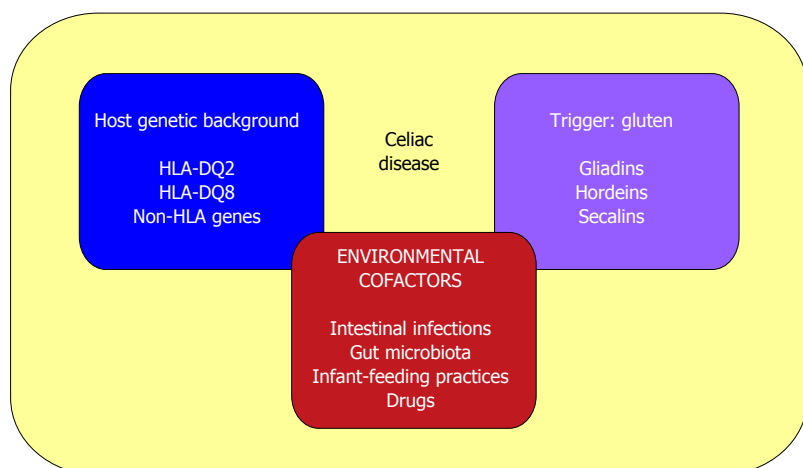 Host genetic background
HLA-DQ2
HLA-DQ8
Non-HLA genes
Celiac
disease
Trigger: gluten
Gliadins
Hordeins
Secalins
ENVIRONMENTAL
COFACTORS
Intestinal infections
Gut microbiota
Infant-feeding practices
Drugs